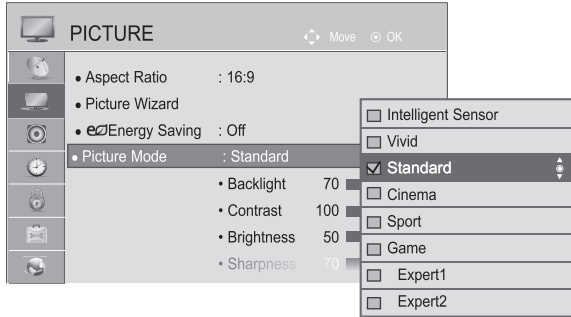 PICTURE
Move OK
• Aspect Ratio : 16:9
• Picture Wizard
• eco Energy Saving : Off
• Picture Mode : Standard
• Backlight 70
• Contrast 100
• Brightness 50
• Sharpness 70
Intelligent Sensor
Vivid
Standard
Cinema
Sport
Game
Expert1
Expert2